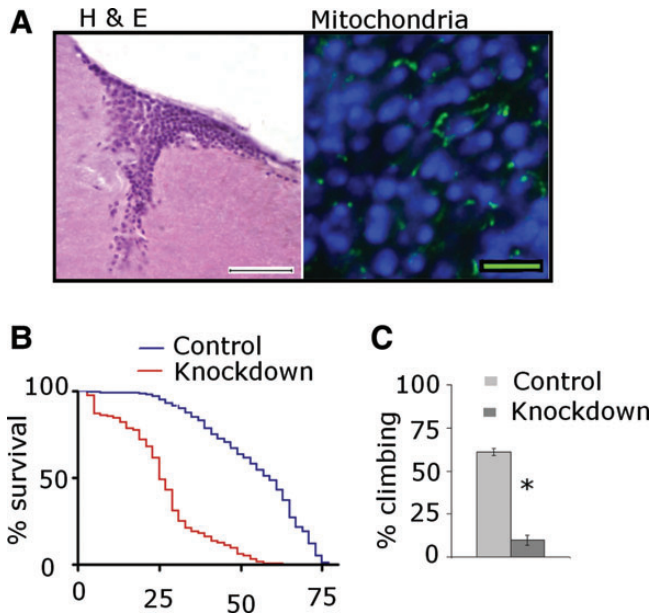 A
H & E
Mitochondria
B
Control
Knockdown
% survival
100
50
0
0
25
50
75
C
Control
Knockdown
% climbing
100
75
50
25
0
*